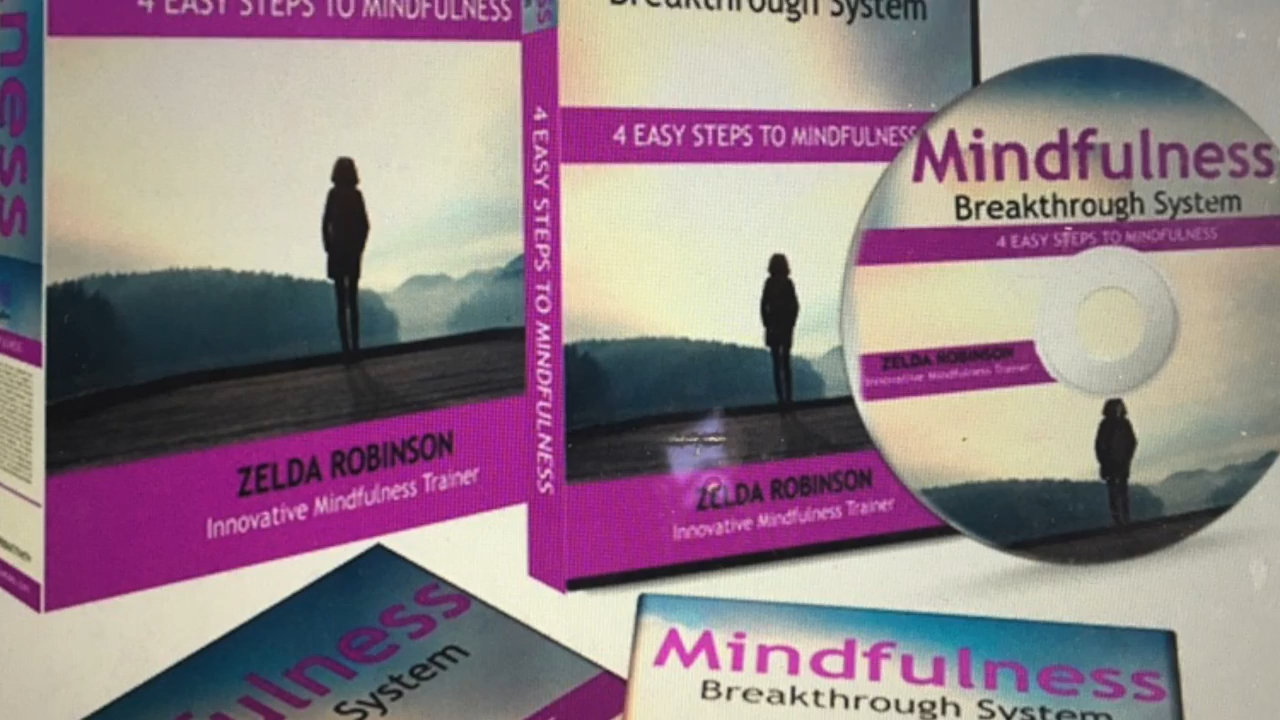 4 EASY STEPS TO MINDFULNESS
ness
ZELDA ROBINSON
Innovative Mindfulness Trainer
4 EASY STEPS TO MINDFULNESS
Breakthrough System
4 EASY STEPS TO MINDFULNESS
ZELDA ROBINSON
Innovative Mindfulness Trainer
Mindfulness
Breakthrough System
4 EASY STEPS TO MINDFULNESS
ZELDA ROBINSON
Innovative Mindfulness Trainer
fulness
System
Mindfulness
Breakthrough System